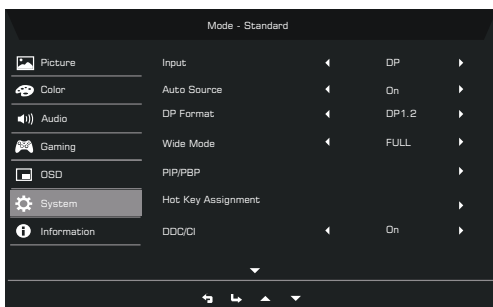 Mode - Standard
Picture
Input DP
Color
Auto Source On
Audio
DP Format DP1.2
Gaming
Wide Mode FULL
OSD
PIP/PBP
System
Hot Key Assignment
Information
DDC/CI On